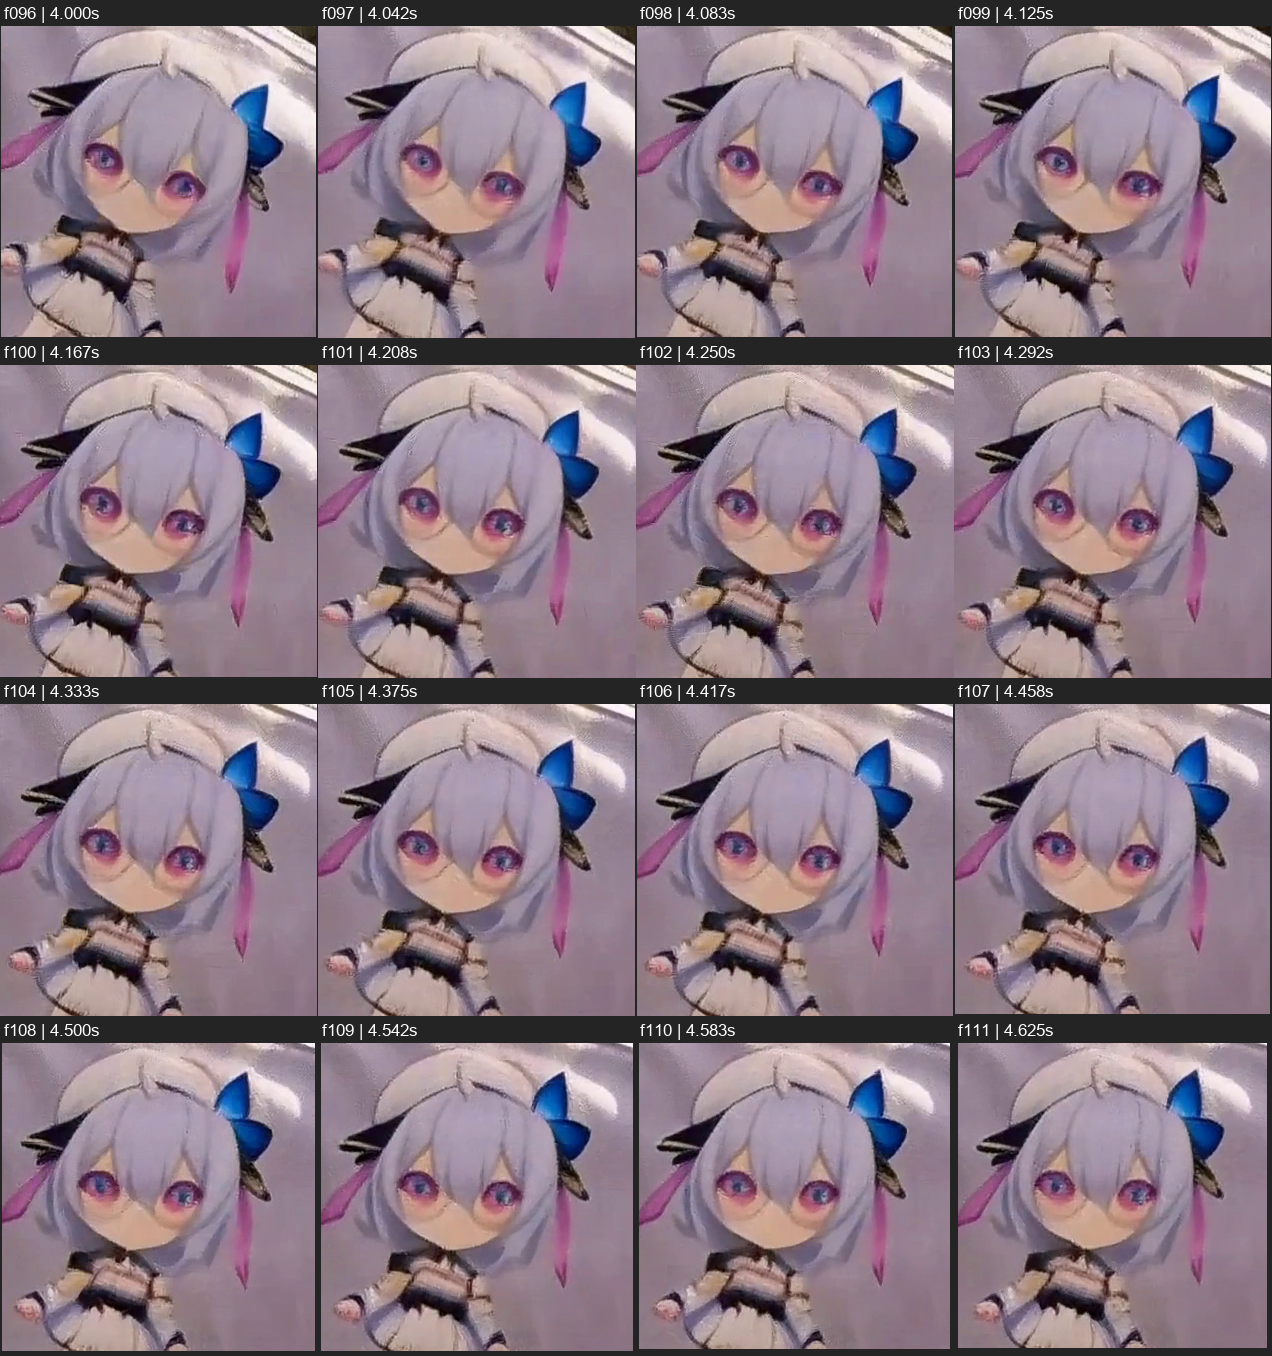 f096 | 4.000s
f097 | 4.042s
f098 | 4.083s
f099 | 4.125s
f100 | 4.167s
f101 | 4.208s
f102 | 4.250s
f103 | 4.292s
f104 | 4.333s
f105 | 4.375s
f106 | 4.417s
f107 | 4.458s
f108 | 4.500s
f109 | 4.542s
f110 | 4.583s
f111 | 4.625s